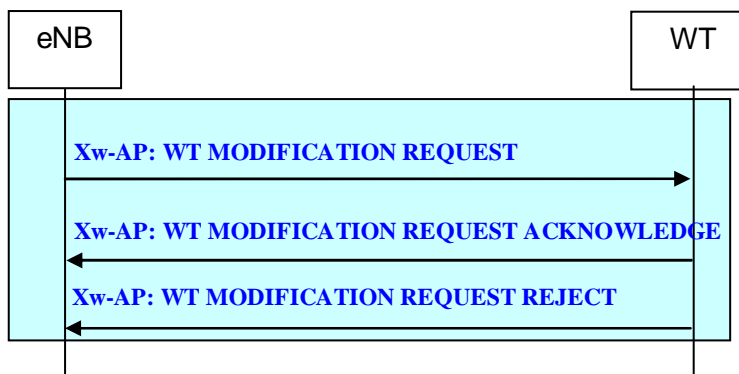 eNB
WT
Xw-AP: WT MODIFICATION REQUEST
Xw-AP: WT MODIFICATION REQUEST ACKNOWLEDGE
Xw-AP: WT MODIFICATION REQUEST REJECT